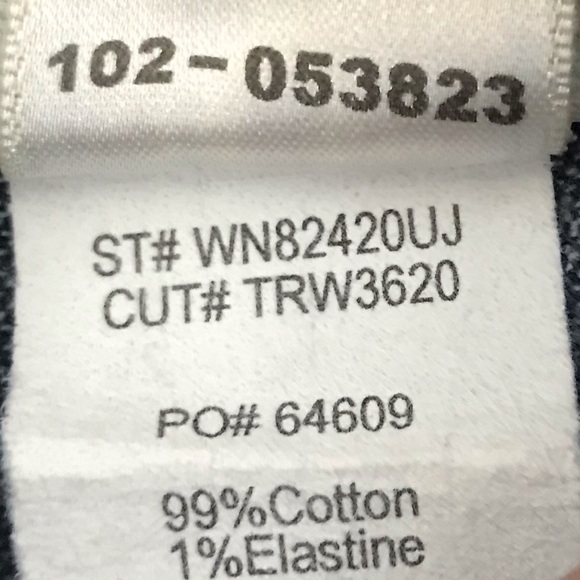 102-053823
ST# WN82420UJ
CUT# TRW3620
PO# 64609
99%Cotton
1%Elastine